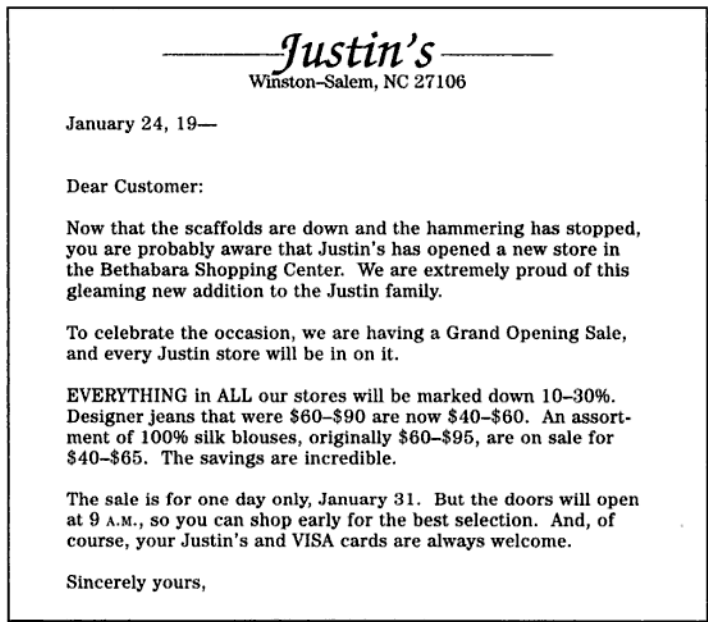 Justin's
Winston–Salem, NC 27106
January 24, 19—
Dear Customer:
Now that the scaffolds are down and the hammering has stopped,
you are probably aware that Justin's has opened a new store in
the Bethabara Shopping Center. We are extremely proud of this
gleaming new addition to the Justin family.
To celebrate the occasion, we are having a Grand Opening Sale,
and every Justin store will be in on it.
EVERYTHING in ALL our stores will be marked down 10–30%.
Designer jeans that were $60–$90 are now $40–$60. An assort-
ment of 100% silk blouses, originally $60–$95, are on sale for
$40–$65. The savings are incredible.
The sale is for one day only, January 31. But the doors will open
at 9 A.M., so you can shop early for the best selection. And, of
course, your Justin's and VISA cards are always welcome.
Sincerely yours,